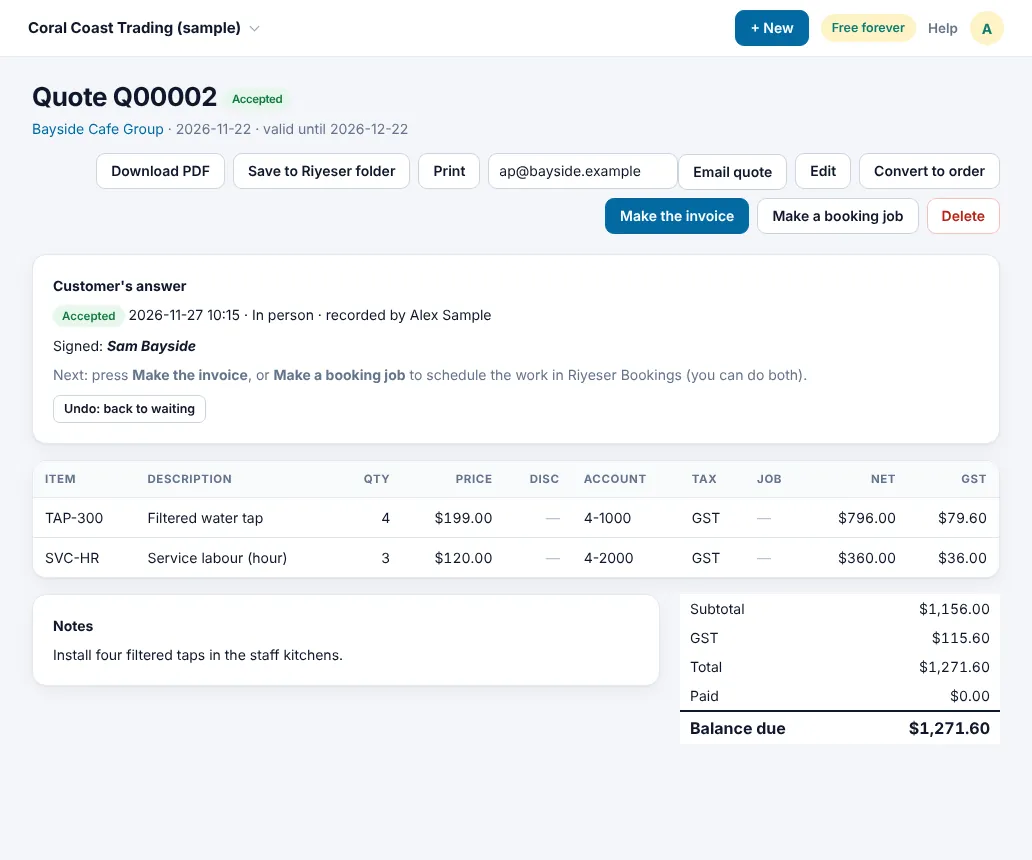 Coral Coast Trading (sample)
+ New
Free forever
Help
A
Quote Q00002 Accepted
Bayside Cafe Group · 2026-11-22 · valid until 2026-12-22
Download PDF Save to Riyeser folder Print ap@bayside.example Email quote Edit Convert to order
Make the invoice Make a booking job Delete
Customer's answer
Accepted 2026-11-27 10:15 · In person · recorded by Alex Sample
Signed: Sam Bayside
Next: press Make the invoice, or Make a booking job to schedule the work in Riyeser Bookings (you can do both).
Undo: back to waiting
ITEM DESCRIPTION QTY PRICE DISC ACCOUNT TAX JOB NET GST
TAP-300 Filtered water tap 4 $199.00 — 4-1000 GST — $796.00 $79.60
SVC-HR Service labour (hour) 3 $120.00 — 4-2000 GST — $360.00 $36.00
Notes
Install four filtered taps in the staff kitchens.
Subtotal $1,156.00
GST $115.60
Total $1,271.60
Paid $0.00
Balance due $1,271.60